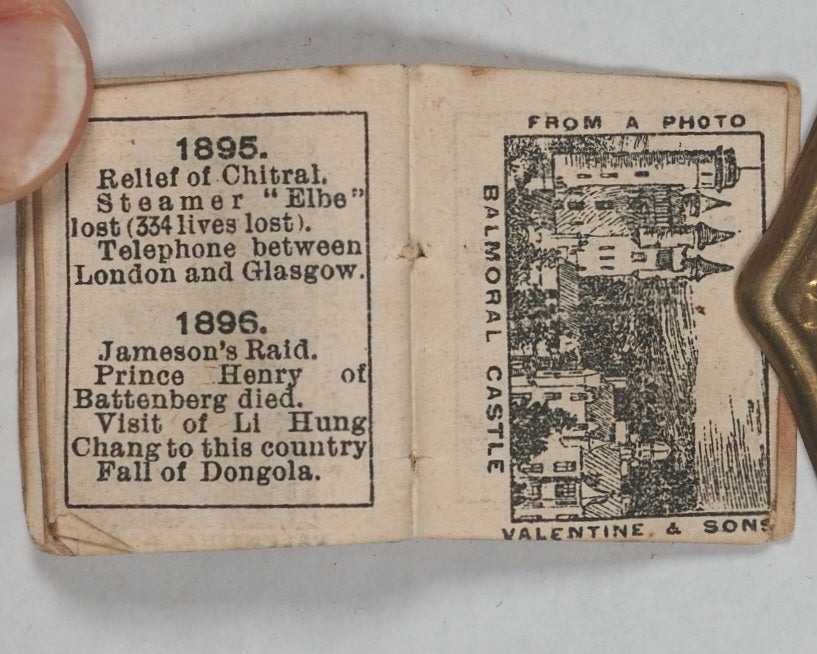 1895.
Relief of Chitral.
Steamer "Elbe"
lost (334 lives lost).
Telephone between
London and Glasgow.
1896.
Jameson's Raid.
Prince Henry of
Battenberg died.
Visit of Li Hung
Chang to this country
Fall of Dongola.
FROM A PHOTO
BALMORAL CASTLE
VALENTINE & SONS